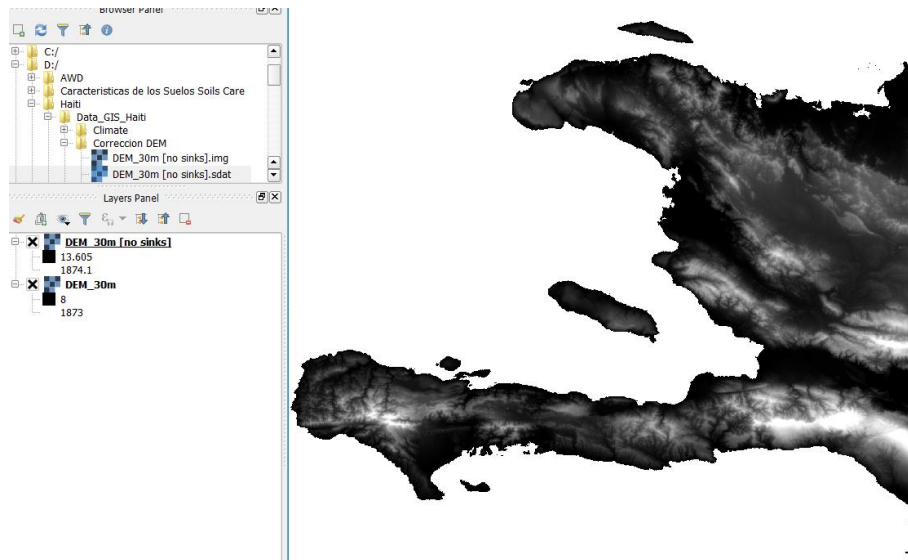 Browser Panel
C:/
D:/
AWD
Caracteristicas de los Suelos Soils Care
Haiti
Data_GIS_Haiti
Climate
Correccion DEM
DEM_30m [no sinks].img
DEM_30m [no sinks].sdat
Layers Panel
DEM_30m [no sinks]
13.605
1874.1
DEM_30m
8
1873